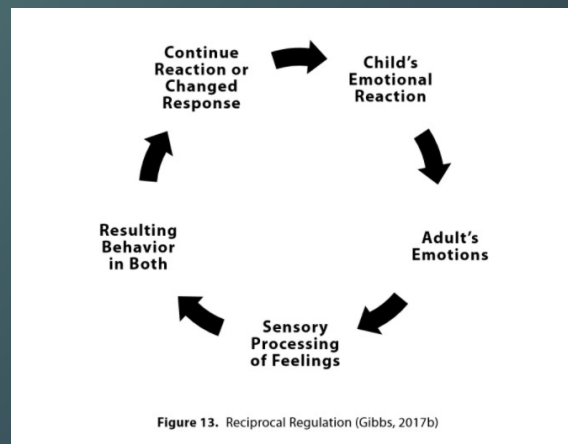 Continue
Reaction or
Changed
Response
Child's
Emotional
Reaction
Adult's
Emotions
Sensory
Processing
of Feelings
Resulting
Behavior
in Both
Figure 13. Reciprocal Regulation (Gibbs, 2017b)